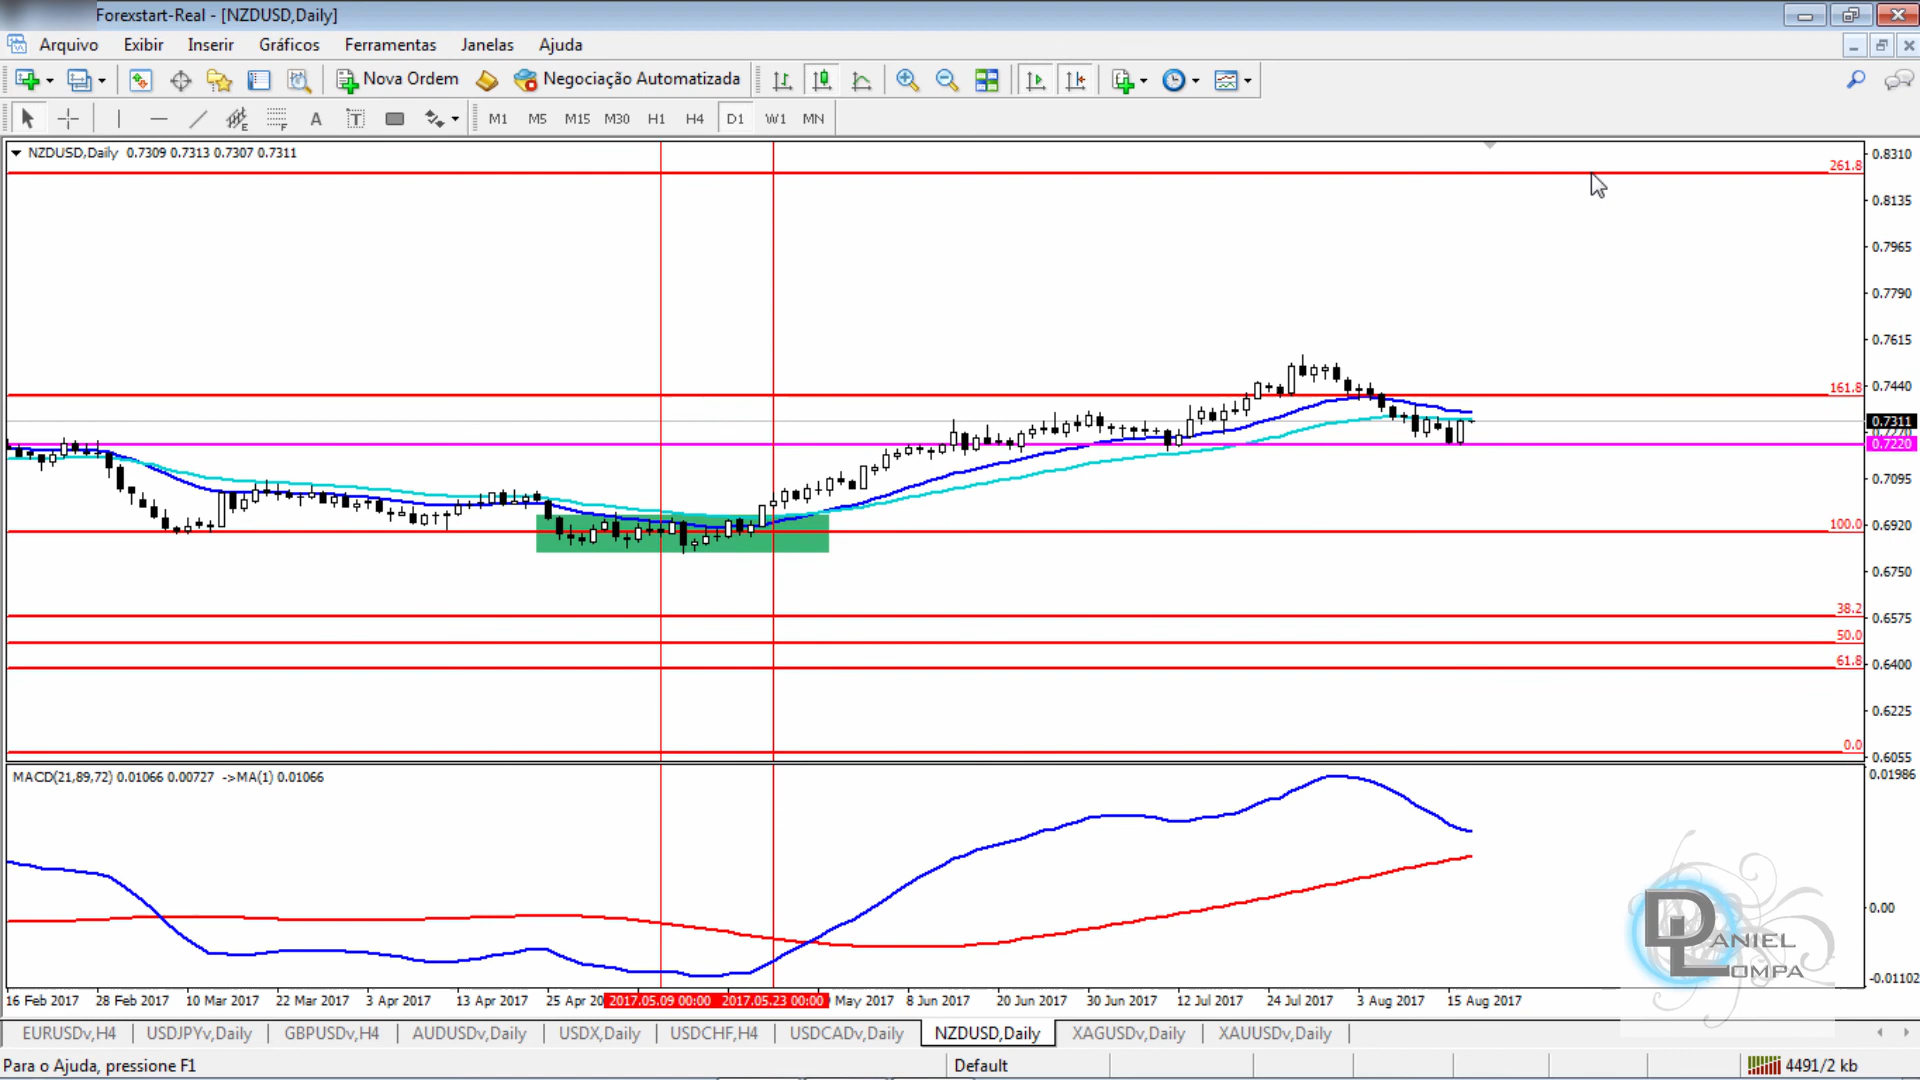 Forexstart-Real - [NZDUSD,Daily]
Arquivo Exibir Inserir Gráficos Ferramentas Janelas Ajuda
Nova Ordem Negociação Automatizada
A T M1 M5 M15 M30 H1 H4 D1 W1 MN
NZDUSD,Daily 0.7309 0.7313 0.7307 0.7311
0.8310
261.8
0.8135
0.7965
0.7790
0.7615
161.8
0.7440
0.7311
0.7220
0.7095
100.0
0.6920
0.6750
38.2
0.6575
50.0
61.8
0.6400
0.6225
0.0
0.6055
MACD(21,89,72) 0.01066 0.00727 ->MA(1) 0.01066
0.01986
0.00
DANIEL
LOMPA
-0.01102
16 Feb 2017 28 Feb 2017 10 Mar 2017 22 Mar 2017 3 Apr 2017 13 Apr 2017 25 Apr 20 2017.05.09 00:00 2017.05.23 00:00 May 2017 8 Jun 2017 20 Jun 2017 30 Jun 2017 12 Jul 2017 24 Jul 2017 3 Aug 2017 15 Aug 2017
EURUSDv,H4 USDJPYv,Daily GBPUSDv,H4 AUDUSDv,Daily USDX,Daily USDCHF,H4 USDCADv,Daily NZDUSD,Daily XAGUSDv,Daily XAUUSDv,Daily
Para o Ajuda, pressione F1 Default 4491/2 kb